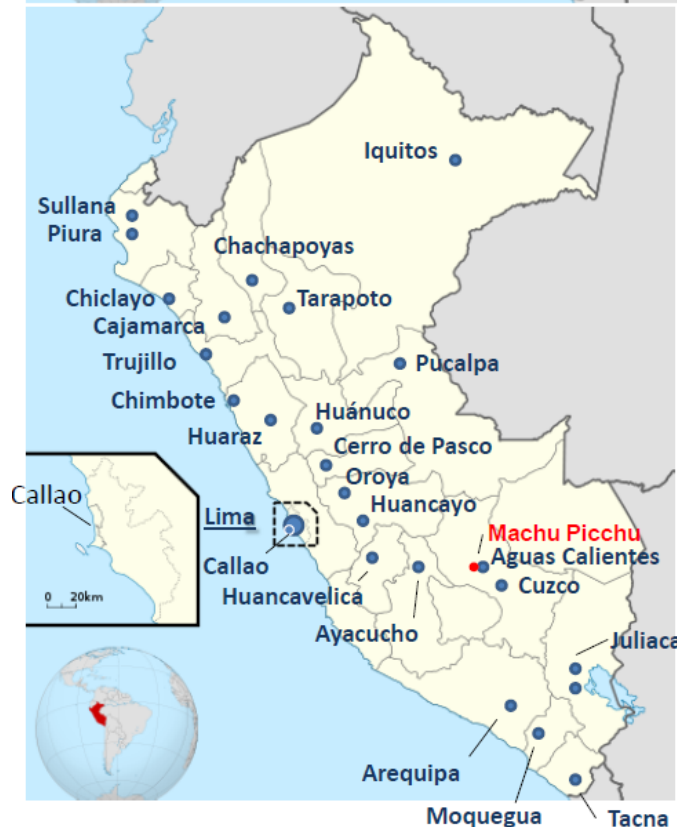 Iquitos
Sullana
Piura
Chachapoyas
Chiclayo
Tarapoto
Cajamarca
Trujillo
Pucalpa
Chimbote
Huánuco
Huaraz
Cerro de Pasco
Oroya
Callao
Huancayo
Lima
Machu Picchu
Aguas Calientes
Callao
Cuzco
Huancavelica
0 20km
Ayacucho
Juliaca
Arequipa
Moquegua
Tacna